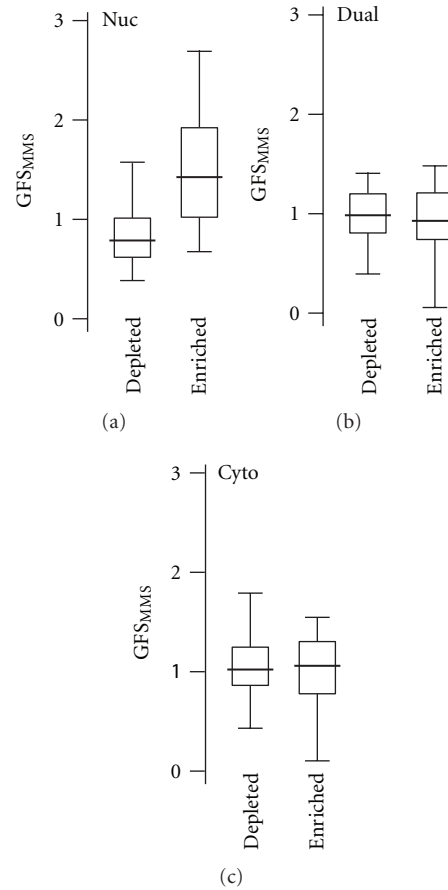 3
Nuc
2
GFSMMS
1
0
Depleted
Enriched
(a)
3
Dual
2
GFSMMS
1
0
Depleted
Enriched
(b)
3
Cyto
2
GFSMMS
1
0
Depleted
Enriched
(c)